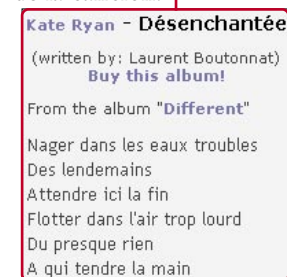 Kate Ryan - Désenchantée
(written by: Laurent Boutonnat)
Buy this album!
From the album "Different"
Nager dans les eaux troubles
Des lendemains
Attendre ici la fin
Flotter dans l'air trop lourd
Du presque rien
A qui tendre la main